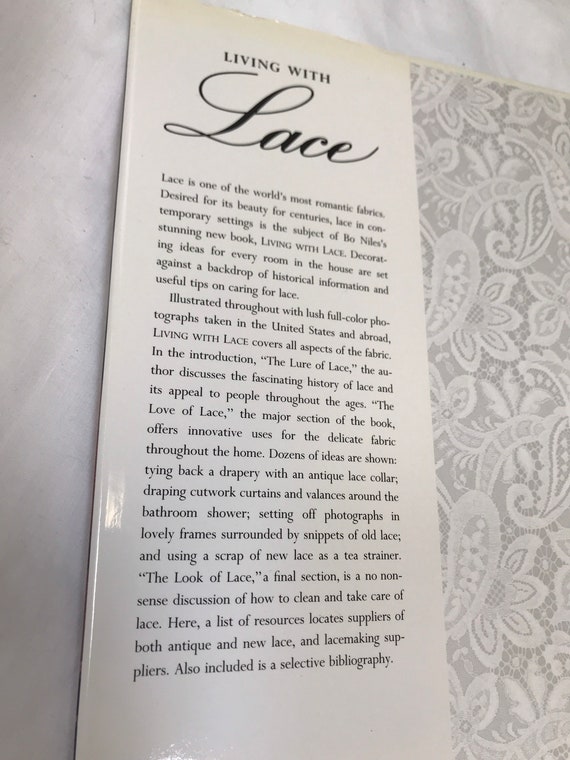 LIVING WITH
Lace
Lace is one of the world's most romantic fabrics.
Desired for its beauty for centuries, lace in con-
temporary settings is the subject of Bo Niles's
stunning new book, LIVING WITH LACE. Decorat-
ing ideas for every room in the house are set
against a backdrop of historical information and
useful tips on caring for lace.
Illustrated throughout with lush full-color pho-
tographs taken in the United States and abroad,
LIVING WITH LACE covers all aspects of the fabric.
In the introduction, “The Lure of Lace,” the au-
thor discusses the fascinating history of lace and
its appeal to people throughout the ages. “The
Love of Lace,” the major section of the book,
offers innovative uses for the delicate fabric
throughout the home. Dozens of ideas are shown:
tying back a drapery with an antique lace collar;
draping cutwork curtains and valances around the
bathroom shower; setting off photographs in
lovely frames surrounded by snippets of old lace;
and using a scrap of new lace as a tea strainer.
“The Look of Lace,” a final section, is a no non-
sense discussion of how to clean and take care of
lace. Here, a list of resources locates suppliers of
both antique and new lace, and lacemaking sup-
pliers. Also included is a selective bibliography.